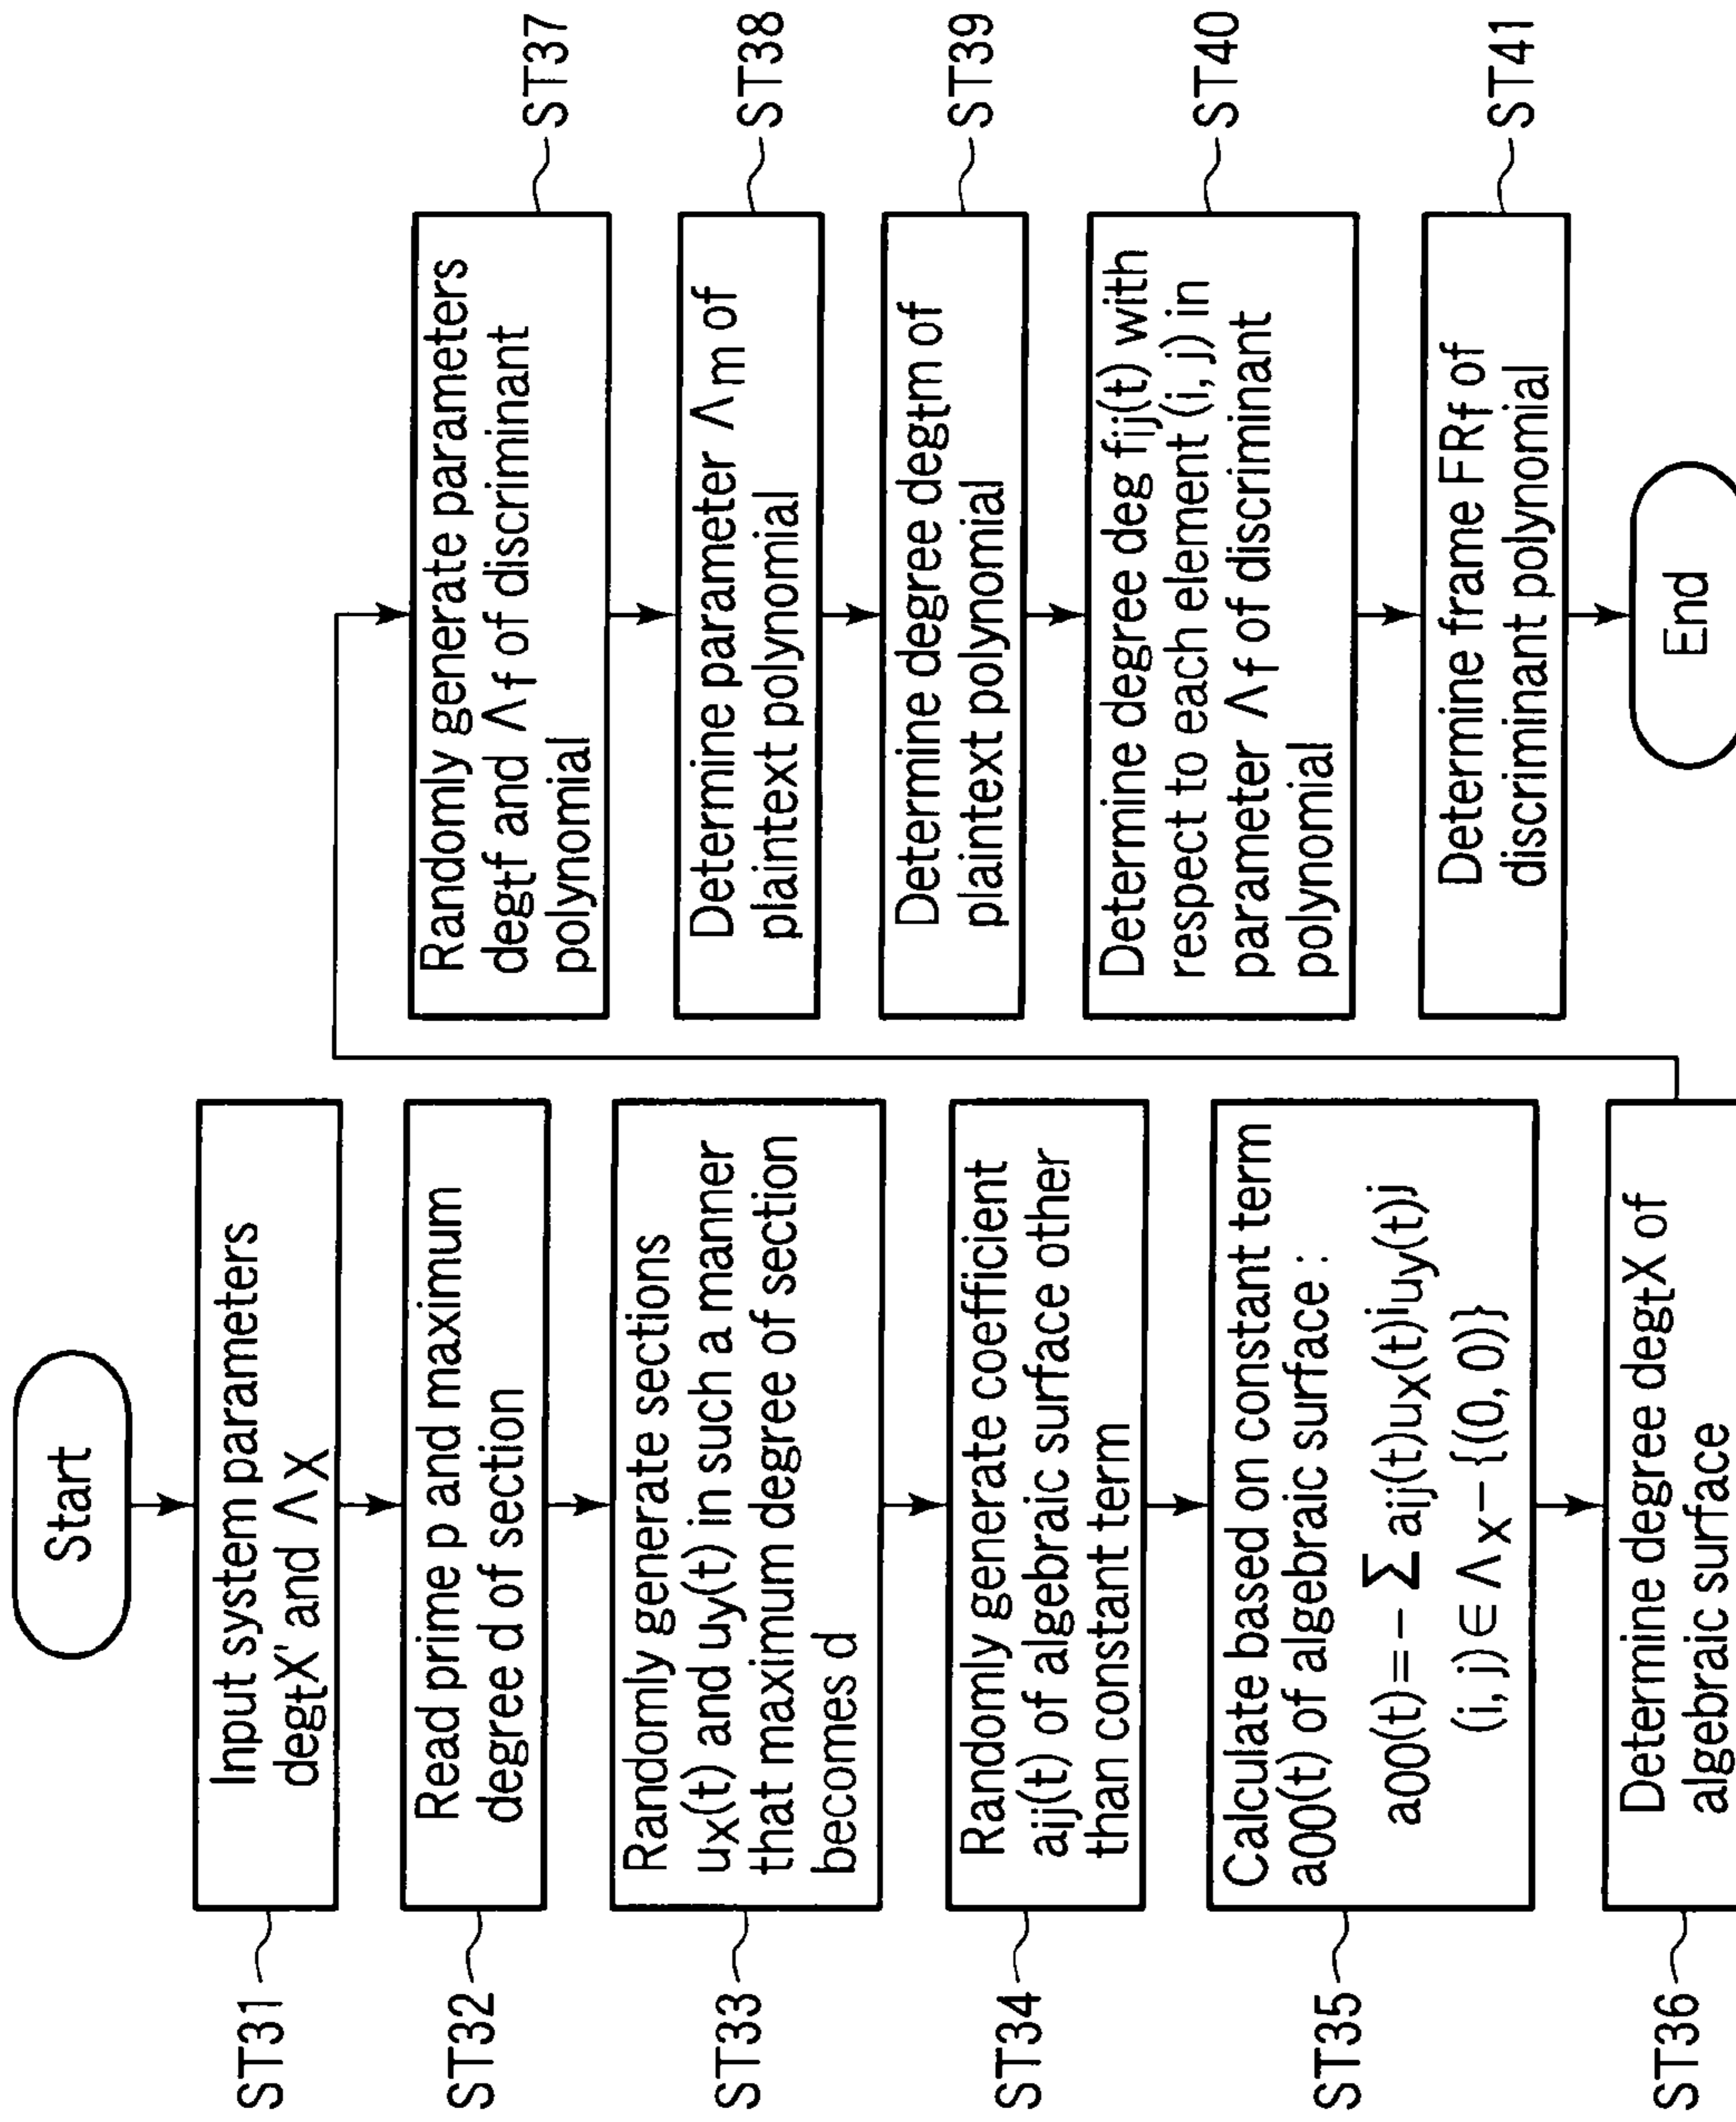 Start
ST31
Input system parameters
degtX' and ΛX
ST32
Read prime p and maximum
degree d of section
ST33
Randomly generate sections
ux(t) and uy(t) in such a manner
that maximum degree of section
becomes d
ST34
Randomly generate coefficient
aij(t) of algebraic surface other
than constant term
ST35
Calculate based on constant term
a00(t) of algebraic surface :
a00(t) = − Σ aij(t)ux(t)iuy(t)j
(i, j) ∈ Λx − {(0, 0)}
ST36
Determine degree degtX of
algebraic surface
Randomly generate parameters
degtf and Λf of discriminant
polynomial
ST37
Determine parameter Λm of
plaintext polynomial
ST38
Determine degree degtm of
plaintext polynomial
ST39
Determine degree deg fij(t) with
respect to each element (i, j) in
parameter Λf of discriminant
polynomial
ST40
Determine frame FRf of
discriminant polynomial
ST41
End